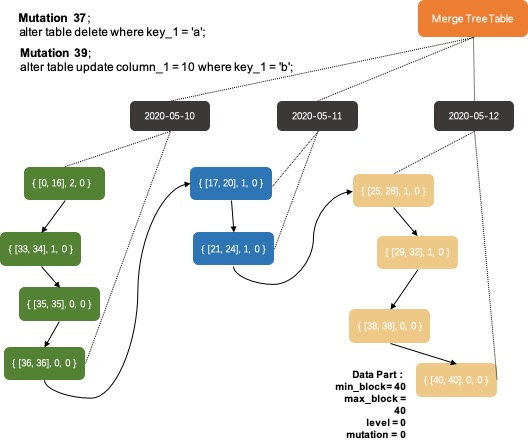 Mutation 37;
alter table delete where key_1 = 'a';
Mutation 39;
alter table update column_1 = 10 where key_1 = 'b';
Merge Tree Table
2020-05-10
2020-05-11
2020-05-12
{ [0, 16], 2, 0 }
{ [17, 20], 1, 0 }
{ [25, 28], 1, 0 }
{ [33, 34], 1, 0 }
{ [21, 24], 1, 0 }
{ [29, 32], 1, 0 }
{ [35, 35], 0, 0 }
{ [38, 38], 0, 0 }
{ [36, 36], 0, 0 }
{ [40, 40], 0, 0 }
Data Part :
min_block= 40
max_block =
40
level = 0
mutation = 0